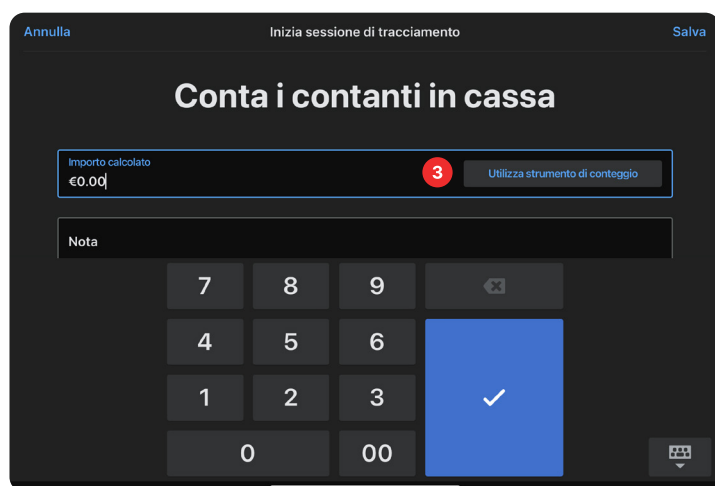 Annulla Inizia sessione di tracciamento Salva
Conta i contanti in cassa
Importo calcolato
€0.00
3 Utilizza strumento di conteggio
Nota
7 8 9
4 5 6
1 2 3
0 00